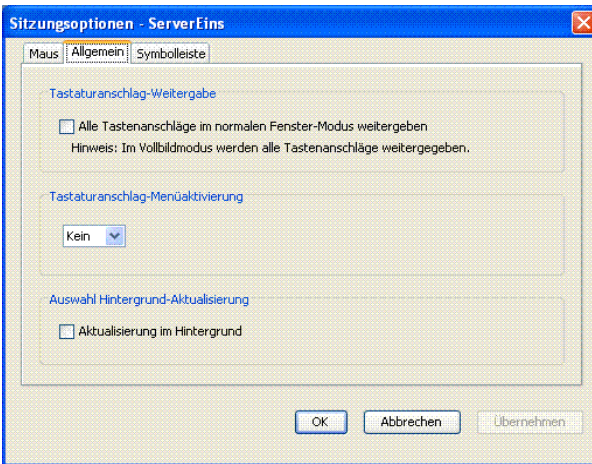 Sitzungsoptionen - ServerEins
Maus Allgemein Symbolleiste
Tastaturanschlag-Weitergabe
Alle Tastenanschläge im normalen Fenster-Modus weitergeben
Hinweis: Im Vollbildmodus werden alle Tastenanschläge weitergegeben.
Tastaturanschlag-Menüaktivierung
Kein
Auswahl Hintergrund-Aktualisierung
Aktualisierung im Hintergrund
OK Abbrechen Übernehmen